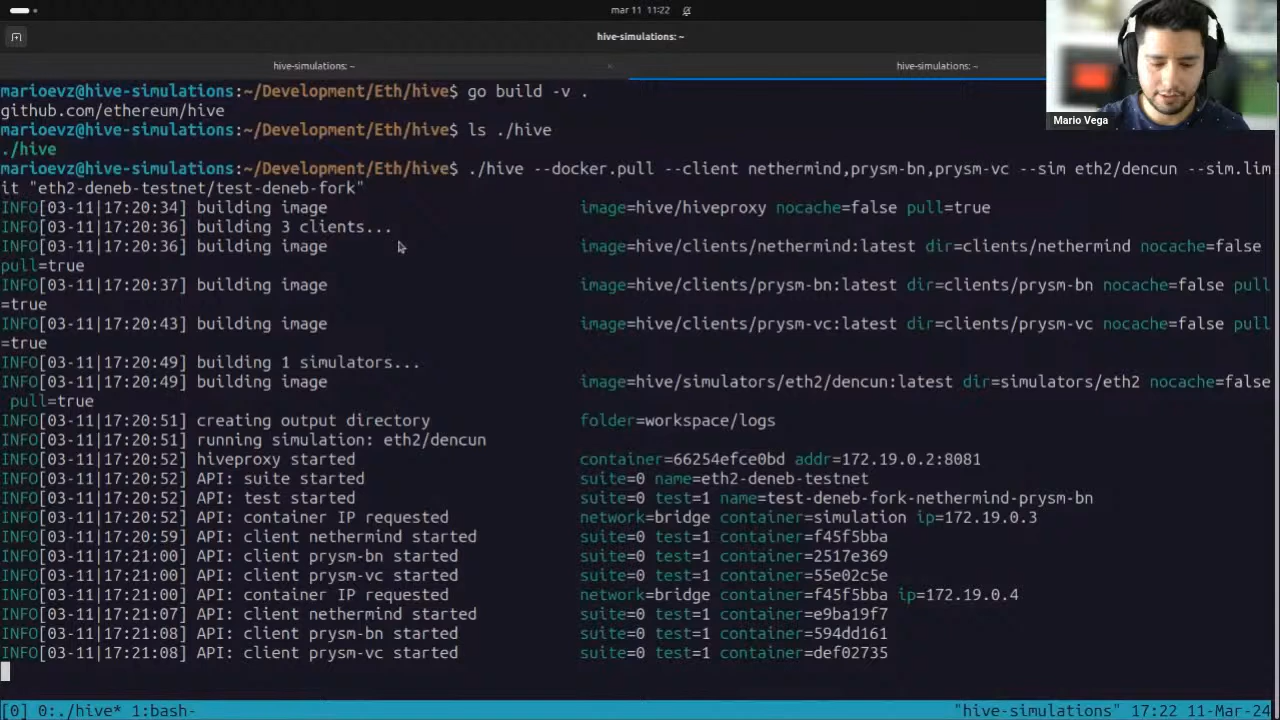 mar 11 11:22
hive-simulations: ~
hive-simulations: ~
×
hive-simulations: ~
Mario Vega
marioevz@hive-simulations:~/Development/Eth/hive$ go build -v .
github.com/ethereum/hive
marioevz@hive-simulations:~/Development/Eth/hive$ ls ./hive
./hive
marioevz@hive-simulations:~/Development/Eth/hive$ ./hive --docker.pull --client nethermind,prysm-bn,prysm-vc --sim eth2/dencun --sim.lim
it "eth2-deneb-testnet/test-deneb-fork"
INFO[03-11|17:20:34] building image image=hive/hiveproxy nocache=false pull=true
INFO[03-11|17:20:36] building 3 clients...
INFO[03-11|17:20:36] building image image=hive/clients/nethermind:latest dir=clients/nethermind nocache=false
pull=true
INFO[03-11|17:20:37] building image image=hive/clients/prysm-bn:latest dir=clients/prysm-bn nocache=false pull
=true
INFO[03-11|17:20:43] building image image=hive/clients/prysm-vc:latest dir=clients/prysm-vc nocache=false pull
=true
INFO[03-11|17:20:49] building 1 simulators...
INFO[03-11|17:20:49] building image image=hive/simulators/eth2/dencun:latest dir=simulators/eth2 nocache=false
pull=true
INFO[03-11|17:20:51] creating output directory folder=workspace/logs
INFO[03-11|17:20:51] running simulation: eth2/dencun
INFO[03-11|17:20:52] hiveproxy started container=66254efce0bd addr=172.19.0.2:8081
INFO[03-11|17:20:52] API: suite started suite=0 name=eth2-deneb-testnet
INFO[03-11|17:20:52] API: test started suite=0 test=1 name=test-deneb-fork-nethermind-prysm-bn
INFO[03-11|17:20:52] API: container IP requested network=bridge container=simulation ip=172.19.0.3
INFO[03-11|17:20:59] API: client nethermind started suite=0 test=1 container=f45f5bba
INFO[03-11|17:21:00] API: client prysm-bn started suite=0 test=1 container=2517e369
INFO[03-11|17:21:00] API: client prysm-vc started suite=0 test=1 container=55e02c5e
INFO[03-11|17:21:00] API: container IP requested network=bridge container=f45f5bba ip=172.19.0.4
INFO[03-11|17:21:07] API: client nethermind started suite=0 test=1 container=e9ba19f7
INFO[03-11|17:21:08] API: client prysm-bn started suite=0 test=1 container=594dd161
INFO[03-11|17:21:08] API: client prysm-vc started suite=0 test=1 container=def02735
[0] 0:./hive* 1:bash- "hive-simulations" 17:22 11-Mar-24